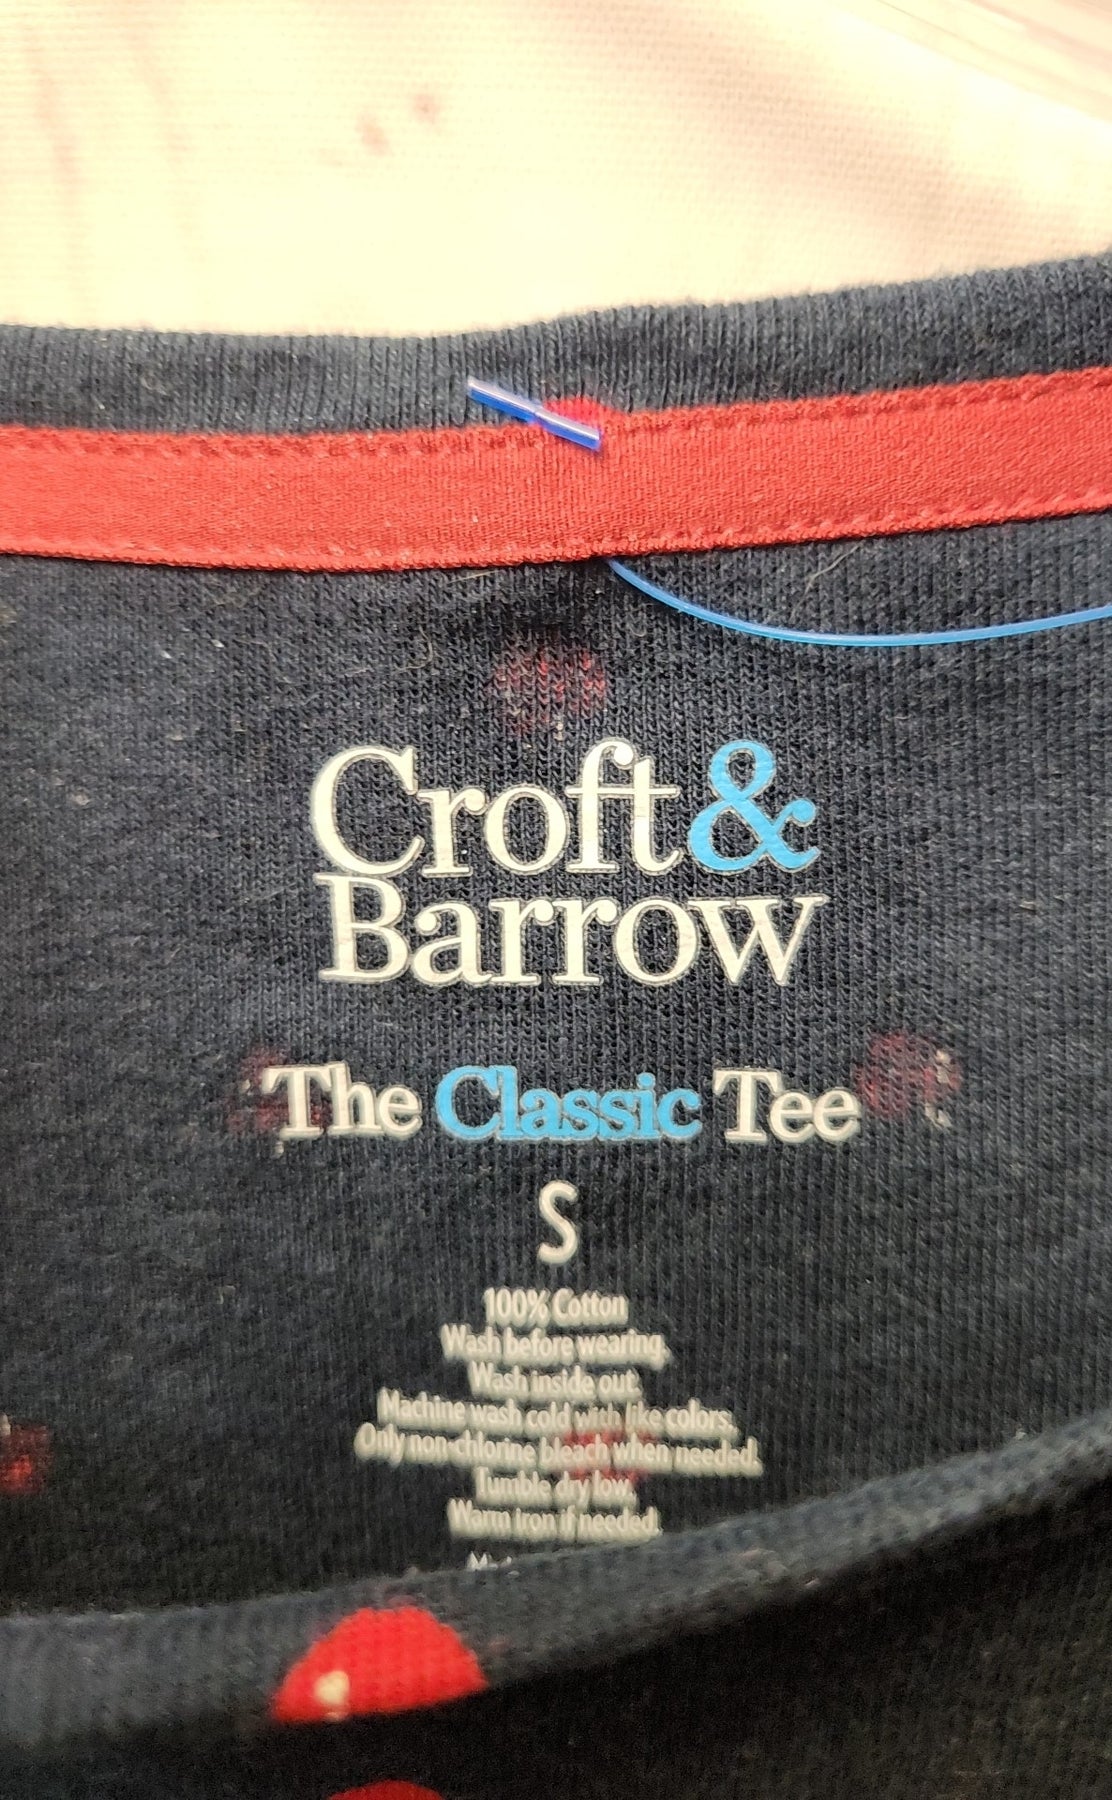 Croft &
Barrow
The Classic Tee
S
100% Cotton
Wash before wearing.
Wash inside out.
Machine wash cold with like colors.
Only non-chlorine bleach when needed.
Tumble dry low.
Warm iron if needed.